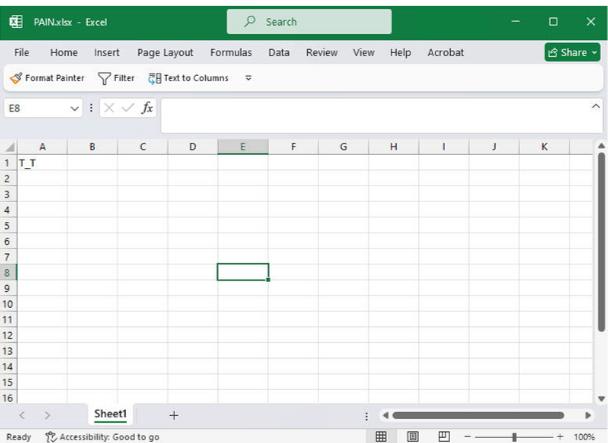 PAIN.xlsx - Excel
Search
File Home Insert Page Layout Formulas Data Review View Help Acrobat Share
Format Painter Filter Text to Columns
E8 fx
A B C D E F G H I J K
1 T_T
2
3
4
5
6
7
8
9
10
11
12
13
14
15
16
Sheet1
Ready Accessibility: Good to go 100%